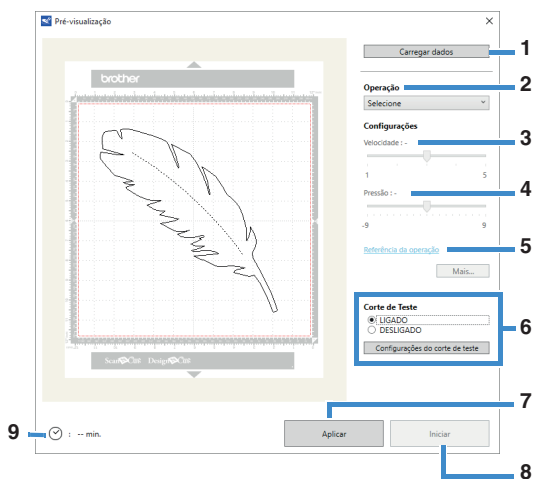 Pré-visualização
Carregar dados
1
Operação
2
Selecione
Configurações
Velocidade : -
3
1 5
Pressão : -
4
-9 9
Referência da operação
5
Mais...
Corte de Teste
LIGADO
DESLIGADO
6
Configurações do corte de teste
brother
ScanNCut DesignNCut
7
9
: -- min.
Aplicar
Iniciar
8